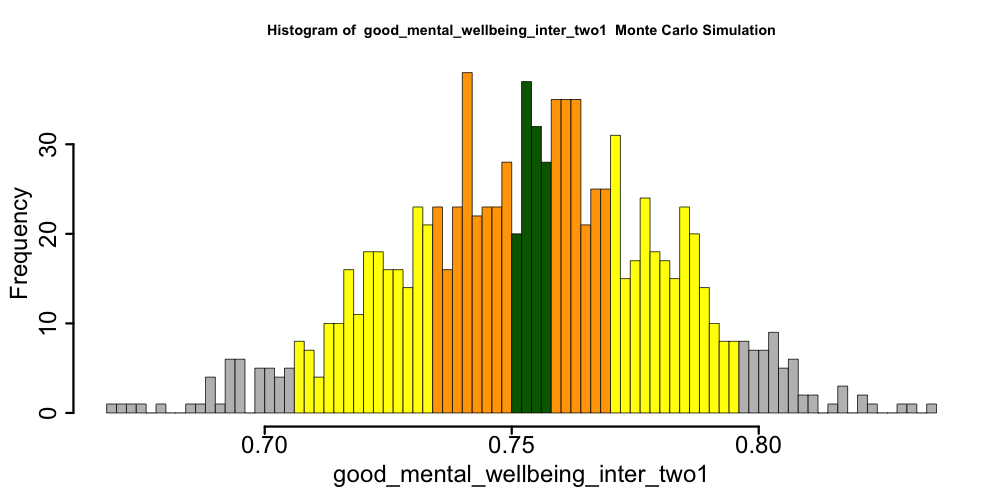 Histogram of  good_mental_wellbeing_inter_two1  Monte Carlo Simulation
Frequency
30
20
10
0
0.70 0.75 0.80
good_mental_wellbeing_inter_two1